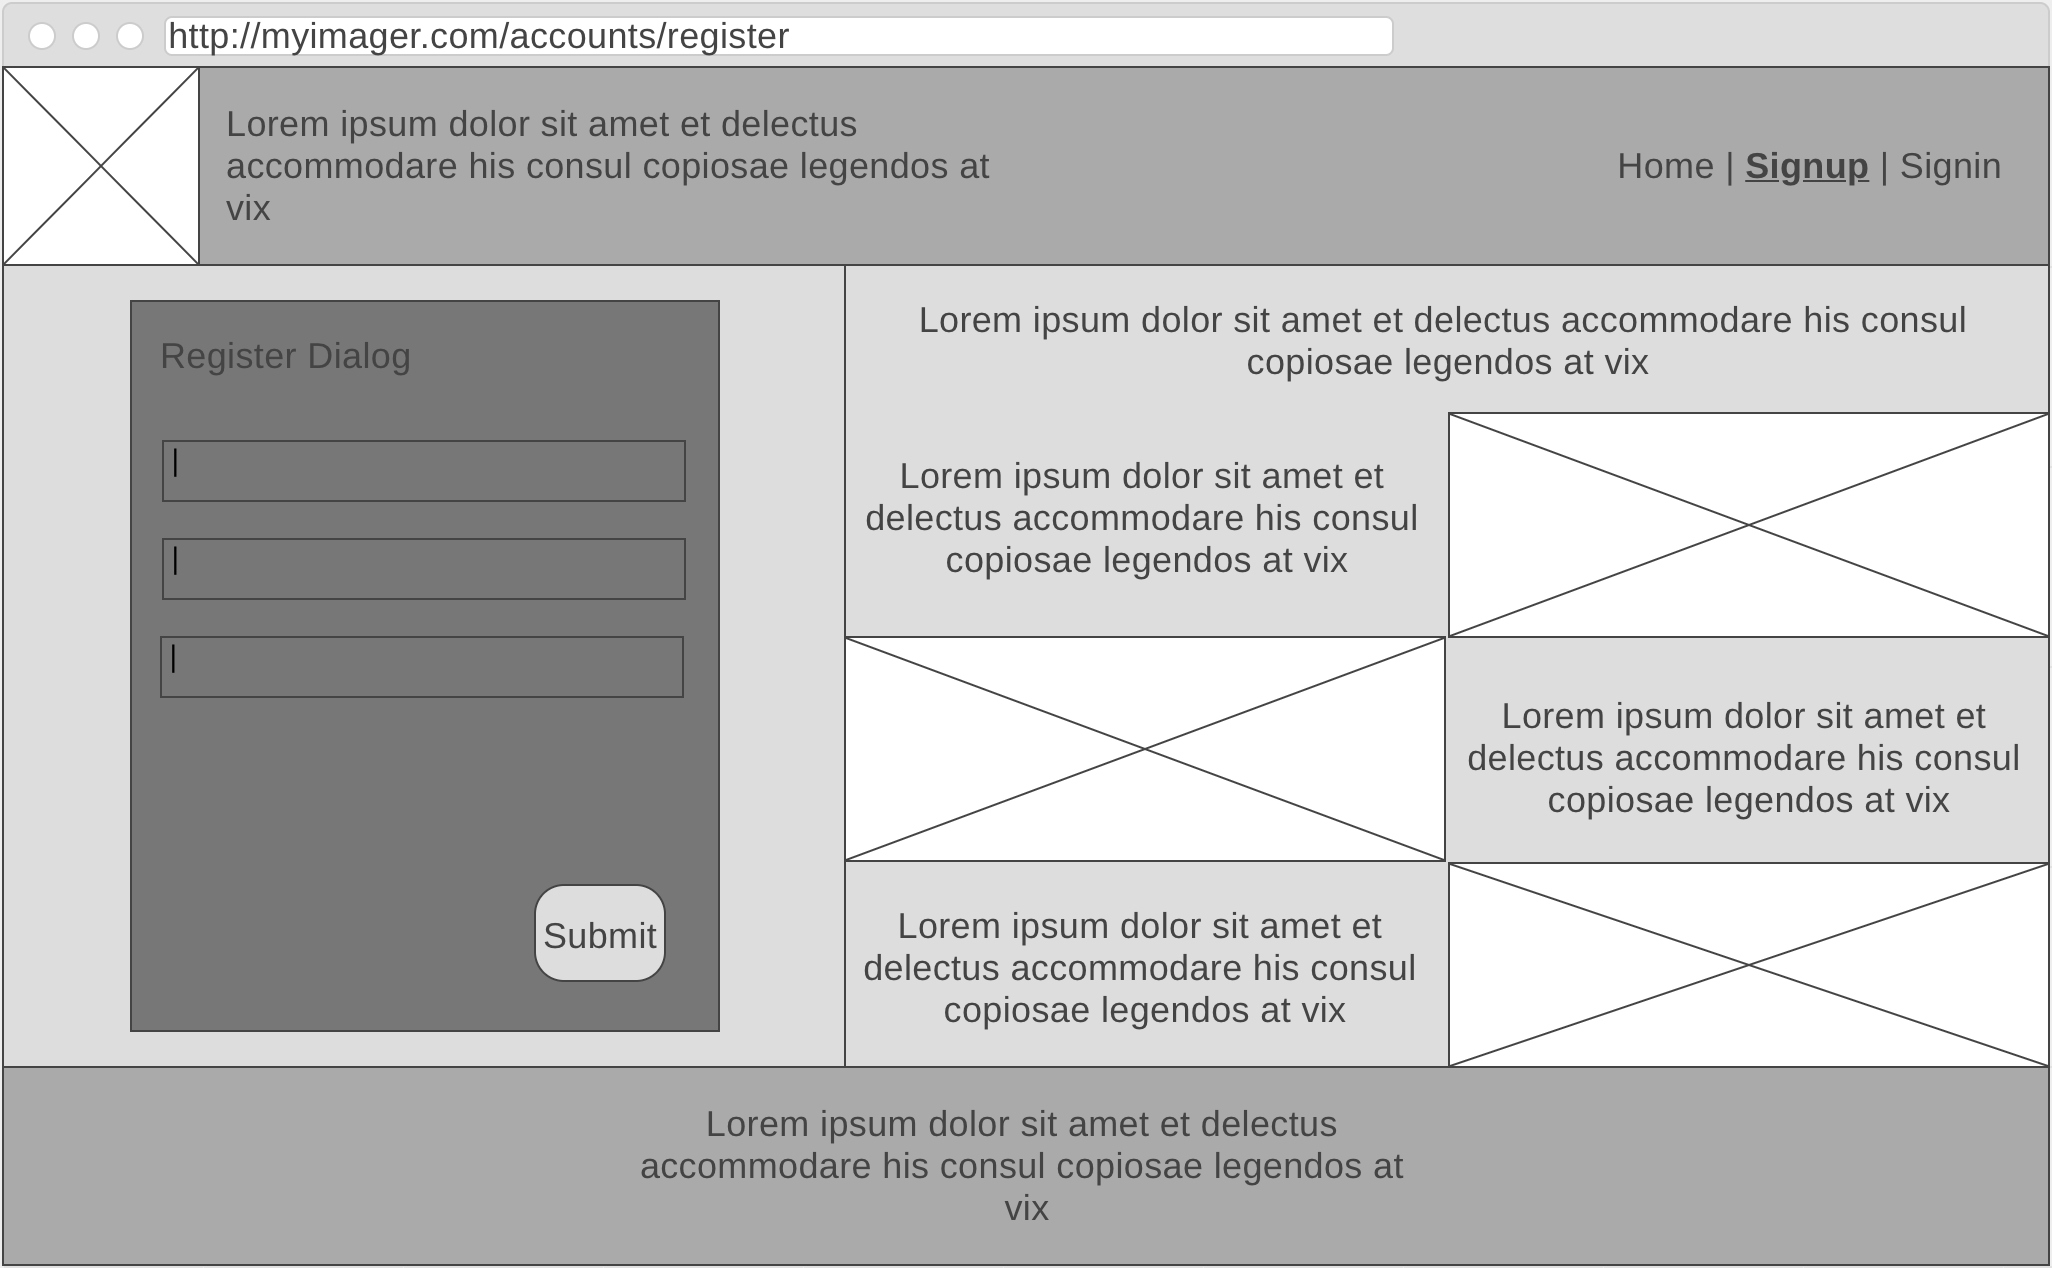 http://myimager.com/accounts/register
Lorem ipsum dolor sit amet et delectus
accommodare his consul copiosae legendos at
vix
Home | Signup | Signin
Register Dialog
Submit
Lorem ipsum dolor sit amet et delectus accommodare his consul
copiosae legendos at vix
Lorem ipsum dolor sit amet et
delectus accommodare his consul
copiosae legendos at vix
Lorem ipsum dolor sit amet et
delectus accommodare his consul
copiosae legendos at vix
Lorem ipsum dolor sit amet et
delectus accommodare his consul
copiosae legendos at vix
Lorem ipsum dolor sit amet et delectus
accommodare his consul copiosae legendos at
vix